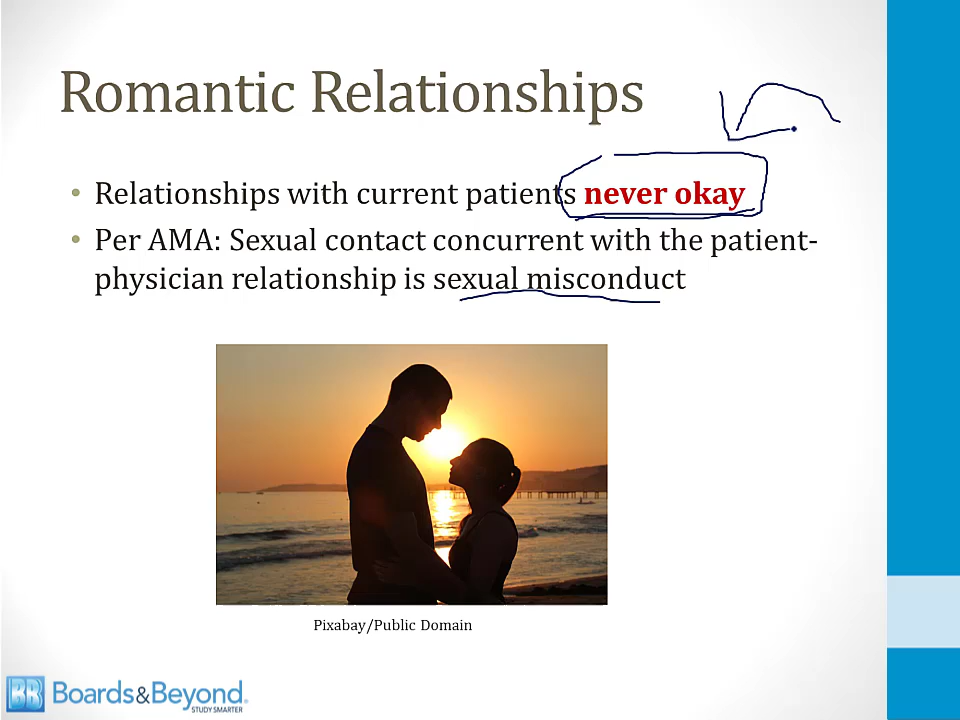 Romantic Relationships
• Relationships with current patients never okay
• Per AMA: Sexual contact concurrent with the patient-
physician relationship is sexual misconduct
Pixabay/Public Domain
BB Boards&Beyond.
STUDY SMARTER